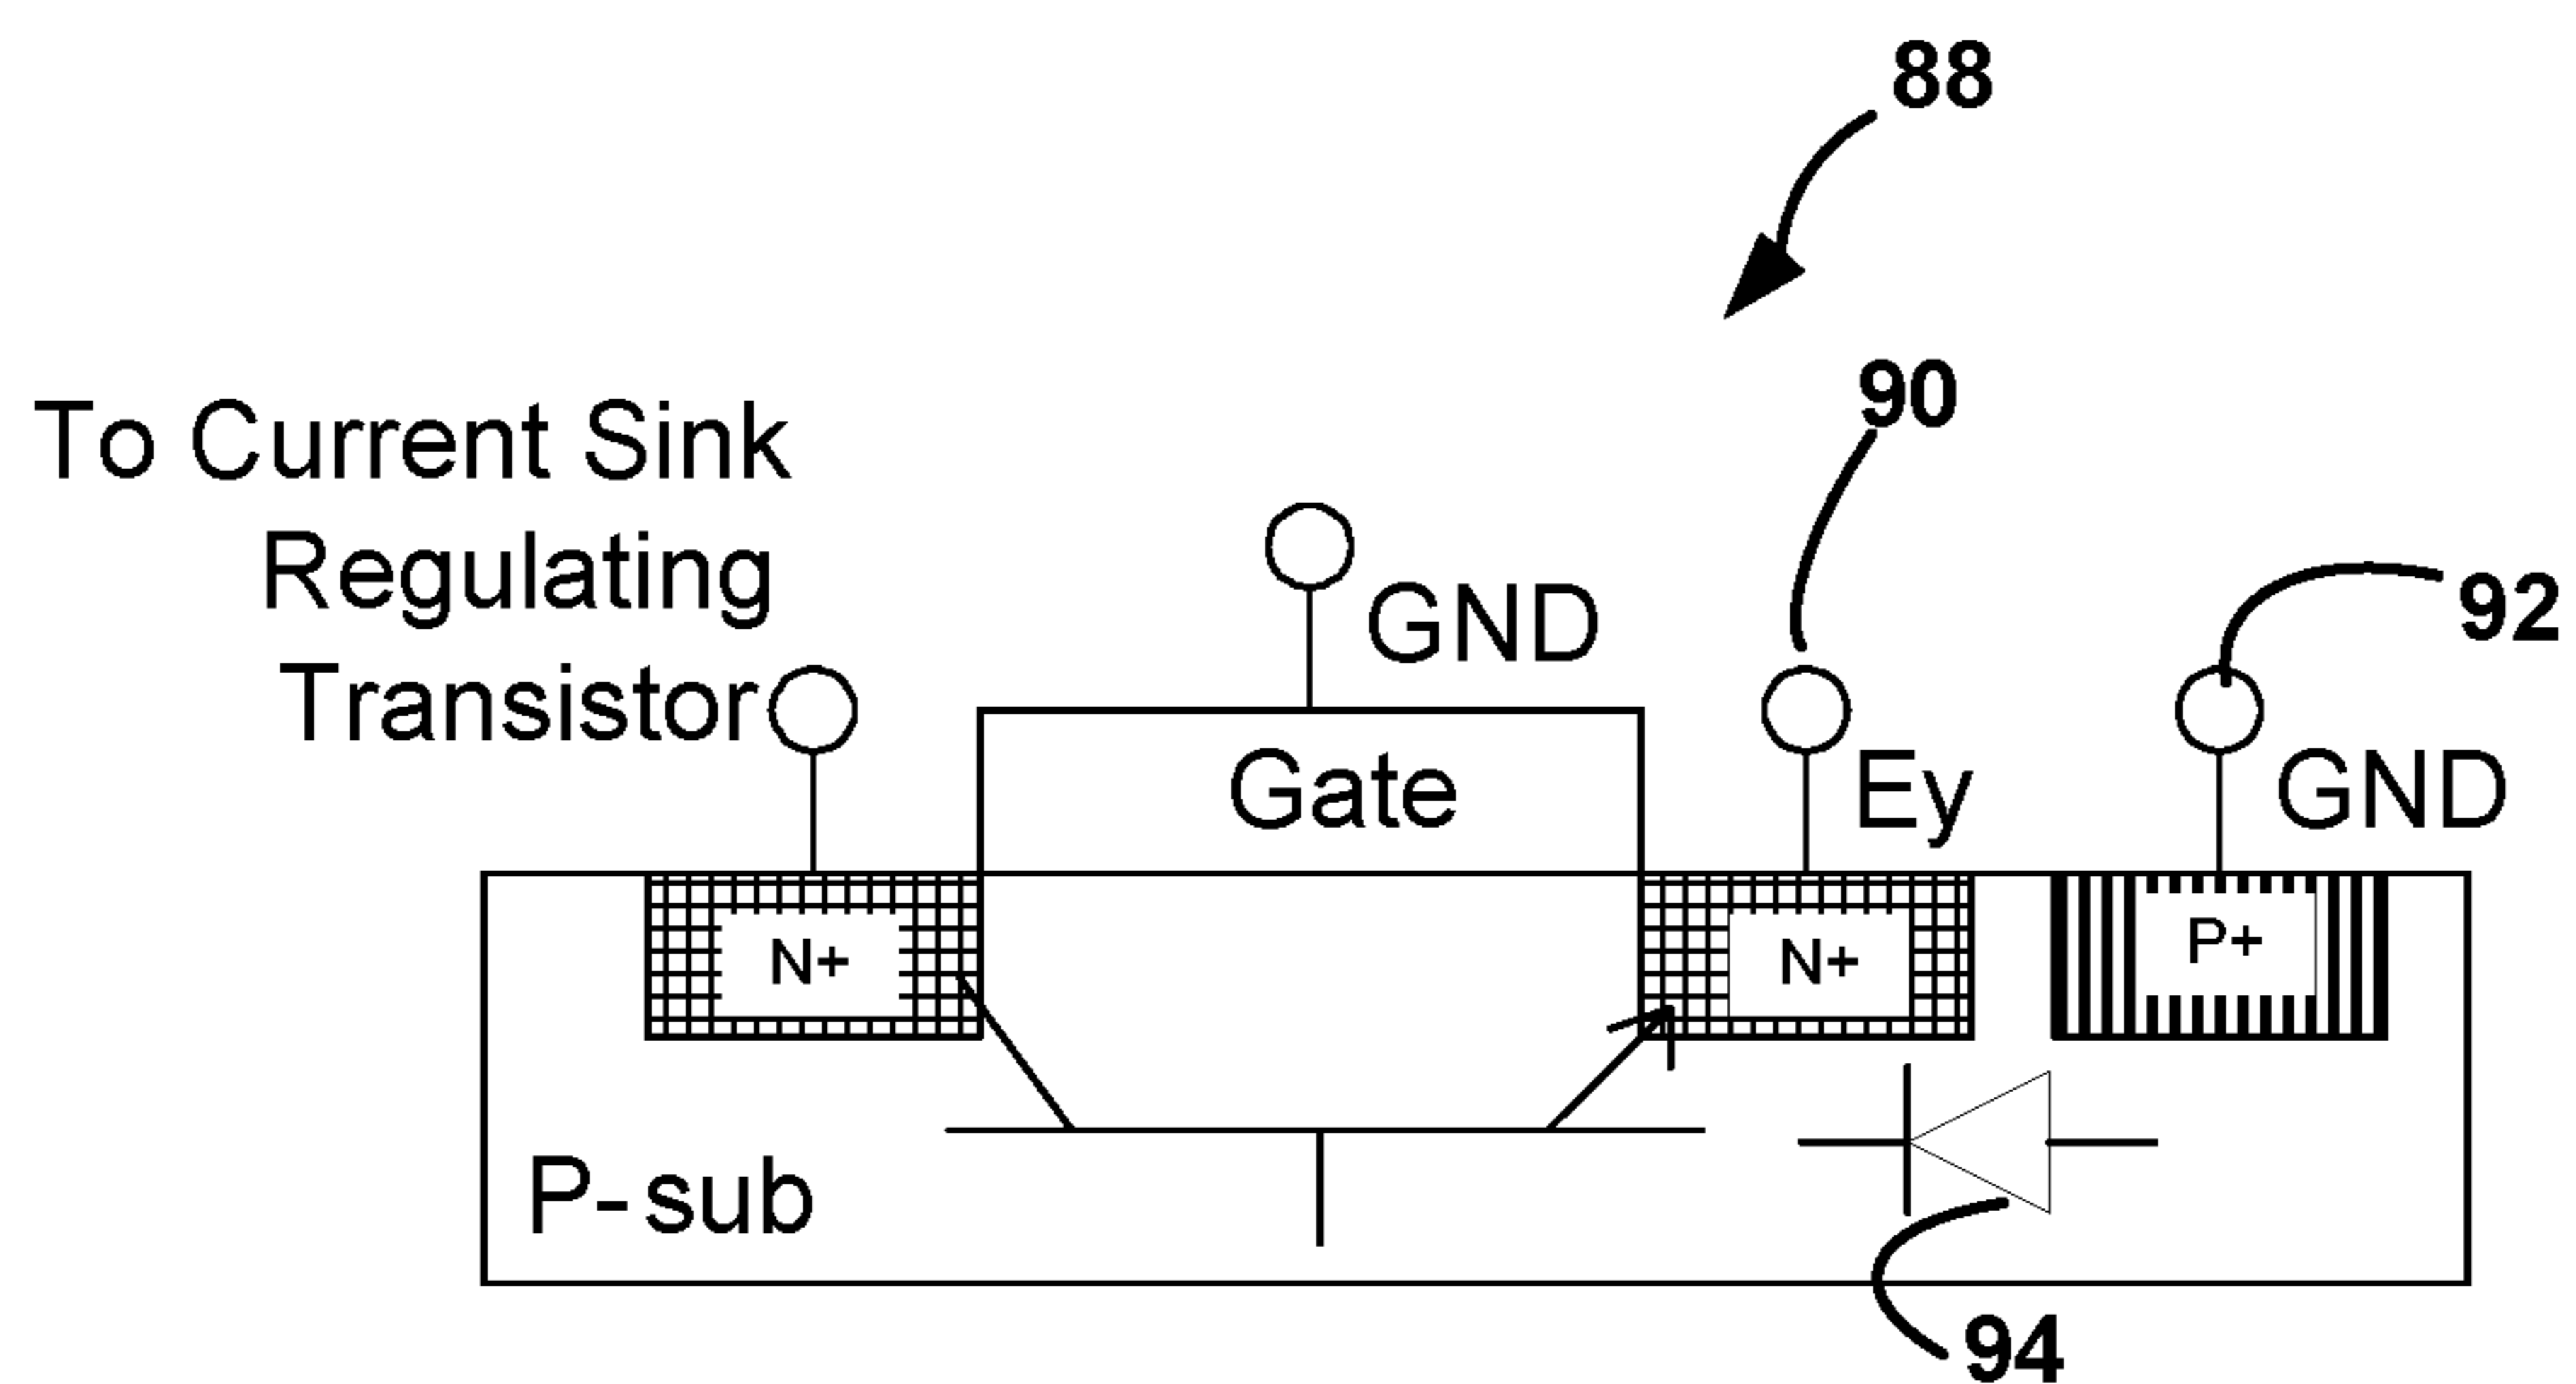 88
90
To Current Sink
Regulating
Transistor
GND
92
Gate
Ey
GND
N+
N+
P+
P-sub
94